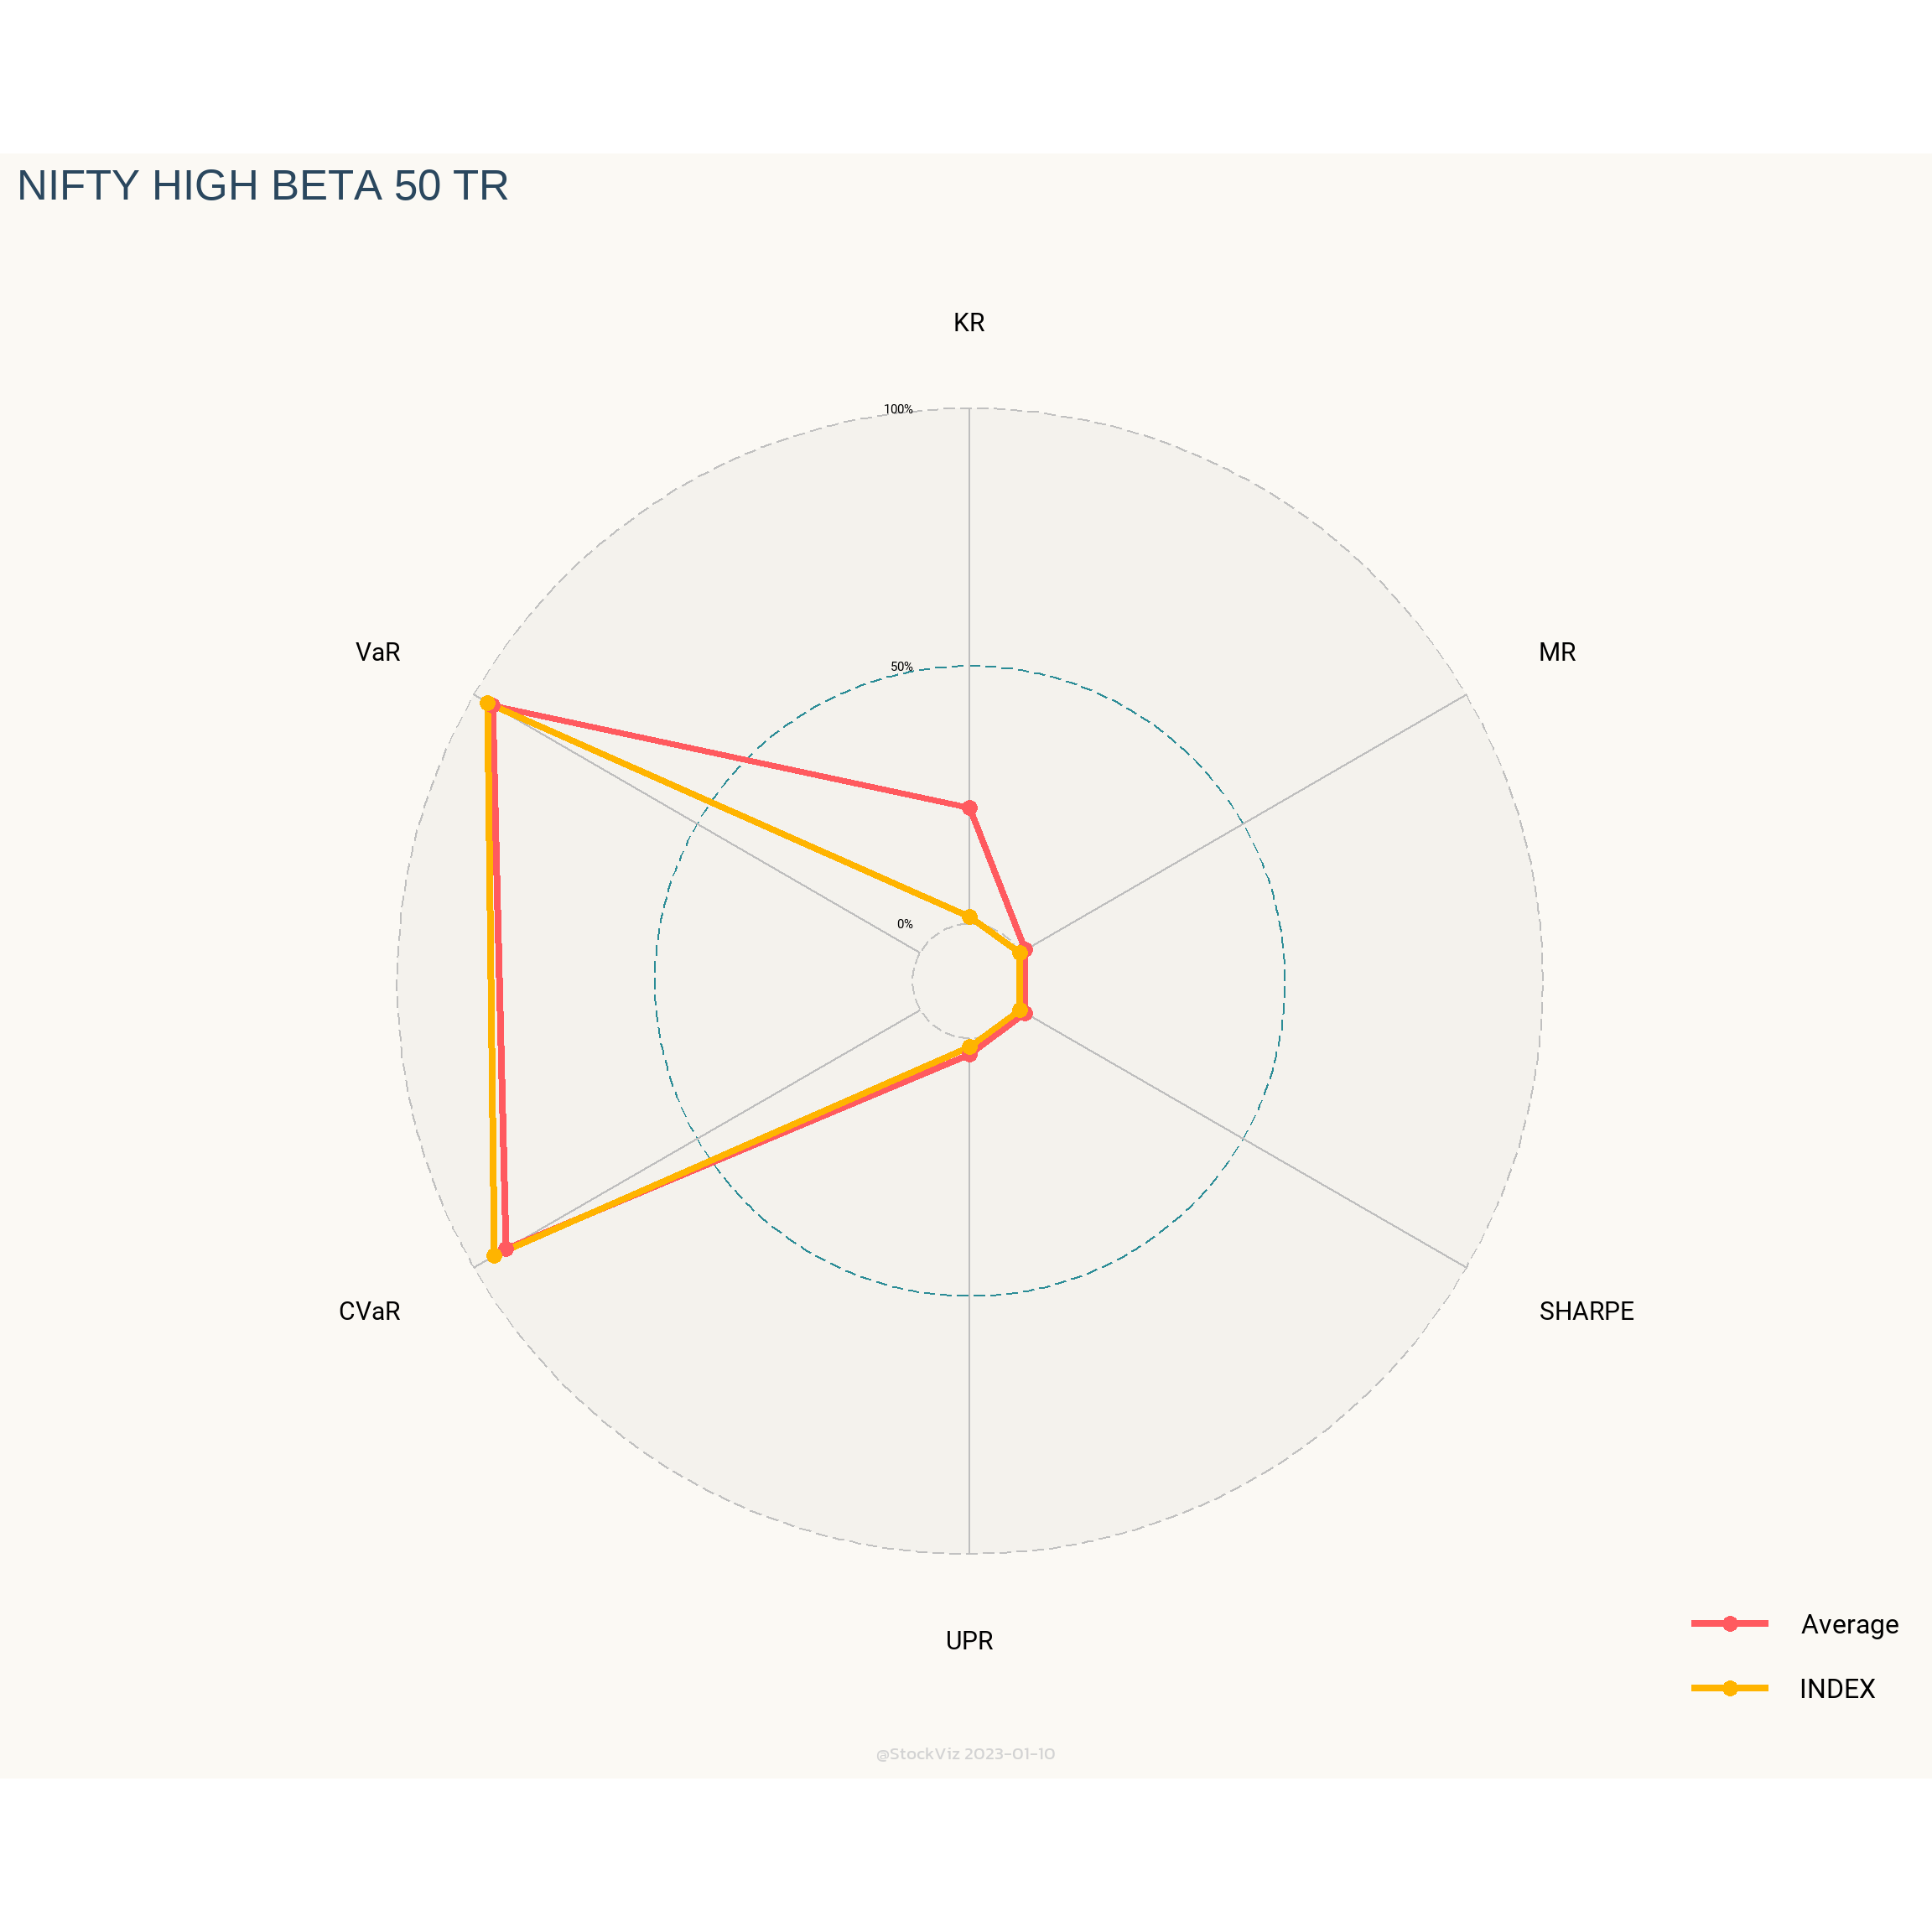 NIFTY HIGH BETA 50 TR
KR
100%
VaR
MR
50%
0%
CVaR
SHARPE
UPR
Average
INDEX
@StockViz 2023-01-10